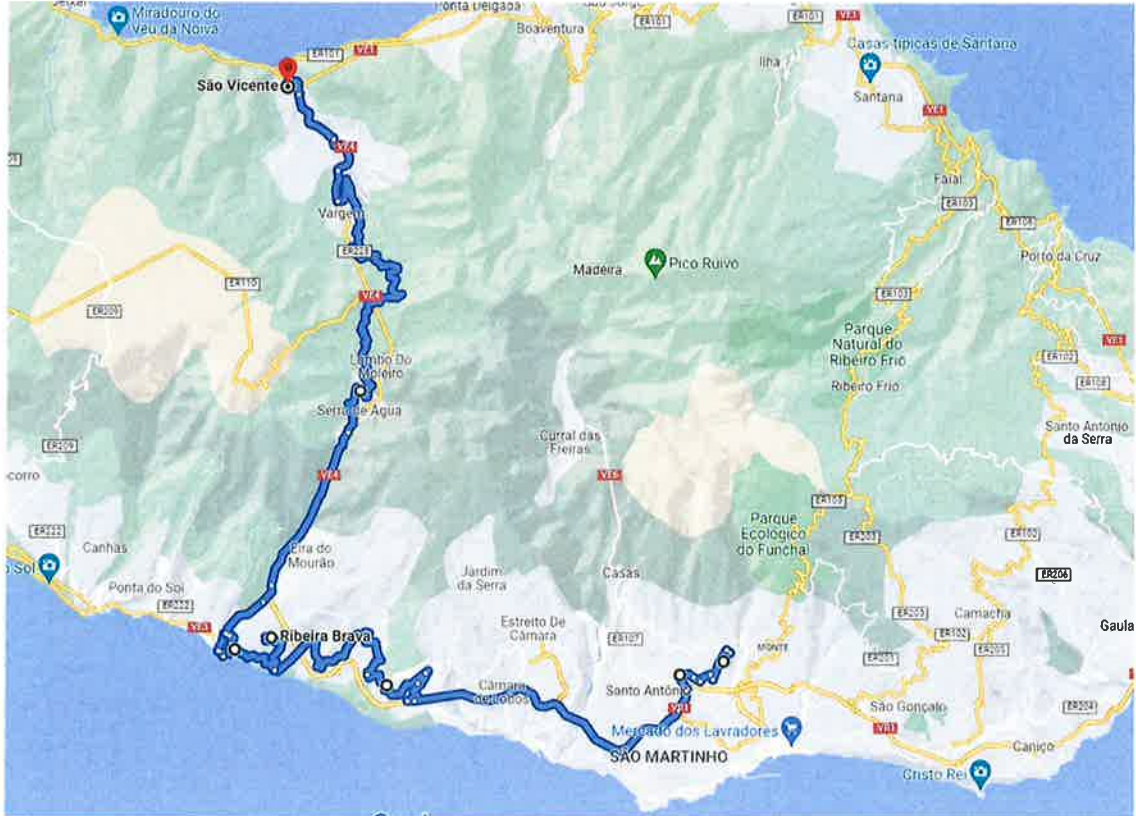 Miradouro do
Véu da Noiva
Ponta Delgada
Boaventura
ER101
ER101
VE1
Ilha
Casas típicas de Santana
Santana
VE1
ER101
VE1
São Vicente
VE4
Vargem
Faial
ER103
ER108
Porto da Cruz
ER228
Madeira
Pico Ruivo
ER110
VE4
ER103
ER209
Parque
Natural do
Ribeiro Frio
Ribeiro Frio
VE1
ER102
ER108
Lombo Do
Moleiro
Serra de Água
ER209
Curral das
Freiras
Santo António
da Serra
VE4
VE6
ER103
Parque
Ecológico
do Funchal
ER203
ER102
ER222
Canhas
Eira do
Mourão
Jardim
da Serra
Casas
ER206
Ponta do Sol
ER222
VE3
Ribeira Brava
Estreito De
Câmara
ER107
MONTE
ER203
Camacha
ER102
ER205
Gaula
ER201
Câmara
de Lobos
Santo António
VR1
São Gonçalo
ER204
Mercado dos Lavradores
VR1
SÃO MARTINHO
Caniço
Cristo Rei